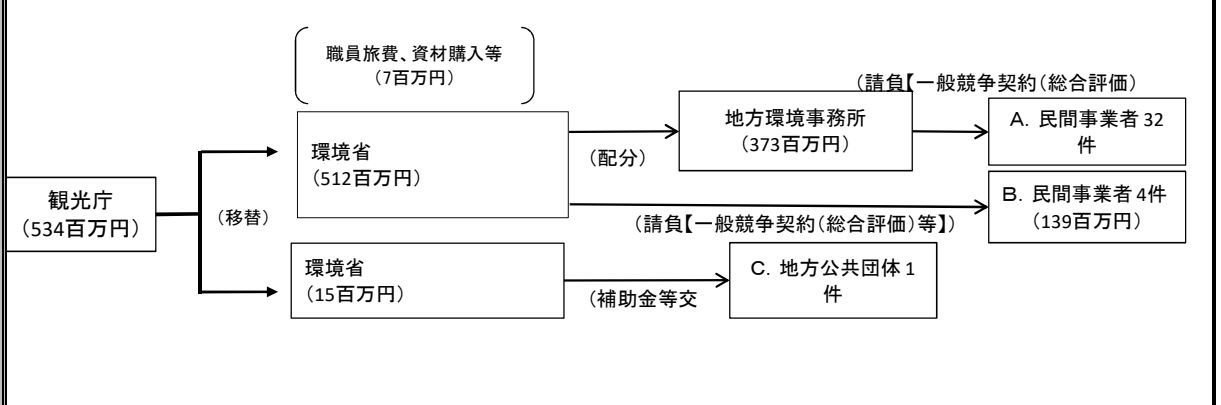 職員旅費、資材購入等
（7百万円）
（請負【一般競争契約（総合評価）
環境省
（512百万円）
（配分）
地方環境事務所
（373百万円）
A. 民間事業者 32
件
観光庁
（534百万円）
（移替）
B. 民間事業者 4件
（139百万円）
（請負【一般競争契約（総合評価）等】）
環境省
（15百万円）
（補助金等交
C. 地方公共団体 1
件